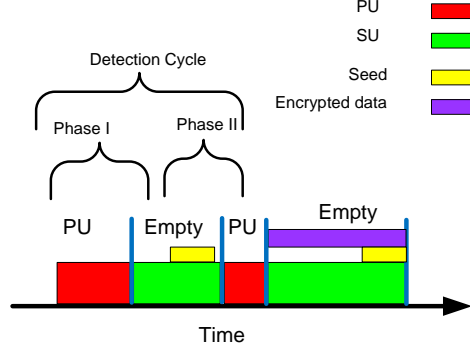 PU
SU
Detection Cycle
Seed
Encrypted data
Phase I
Phase II
PU
Empty
PU
Empty
Time